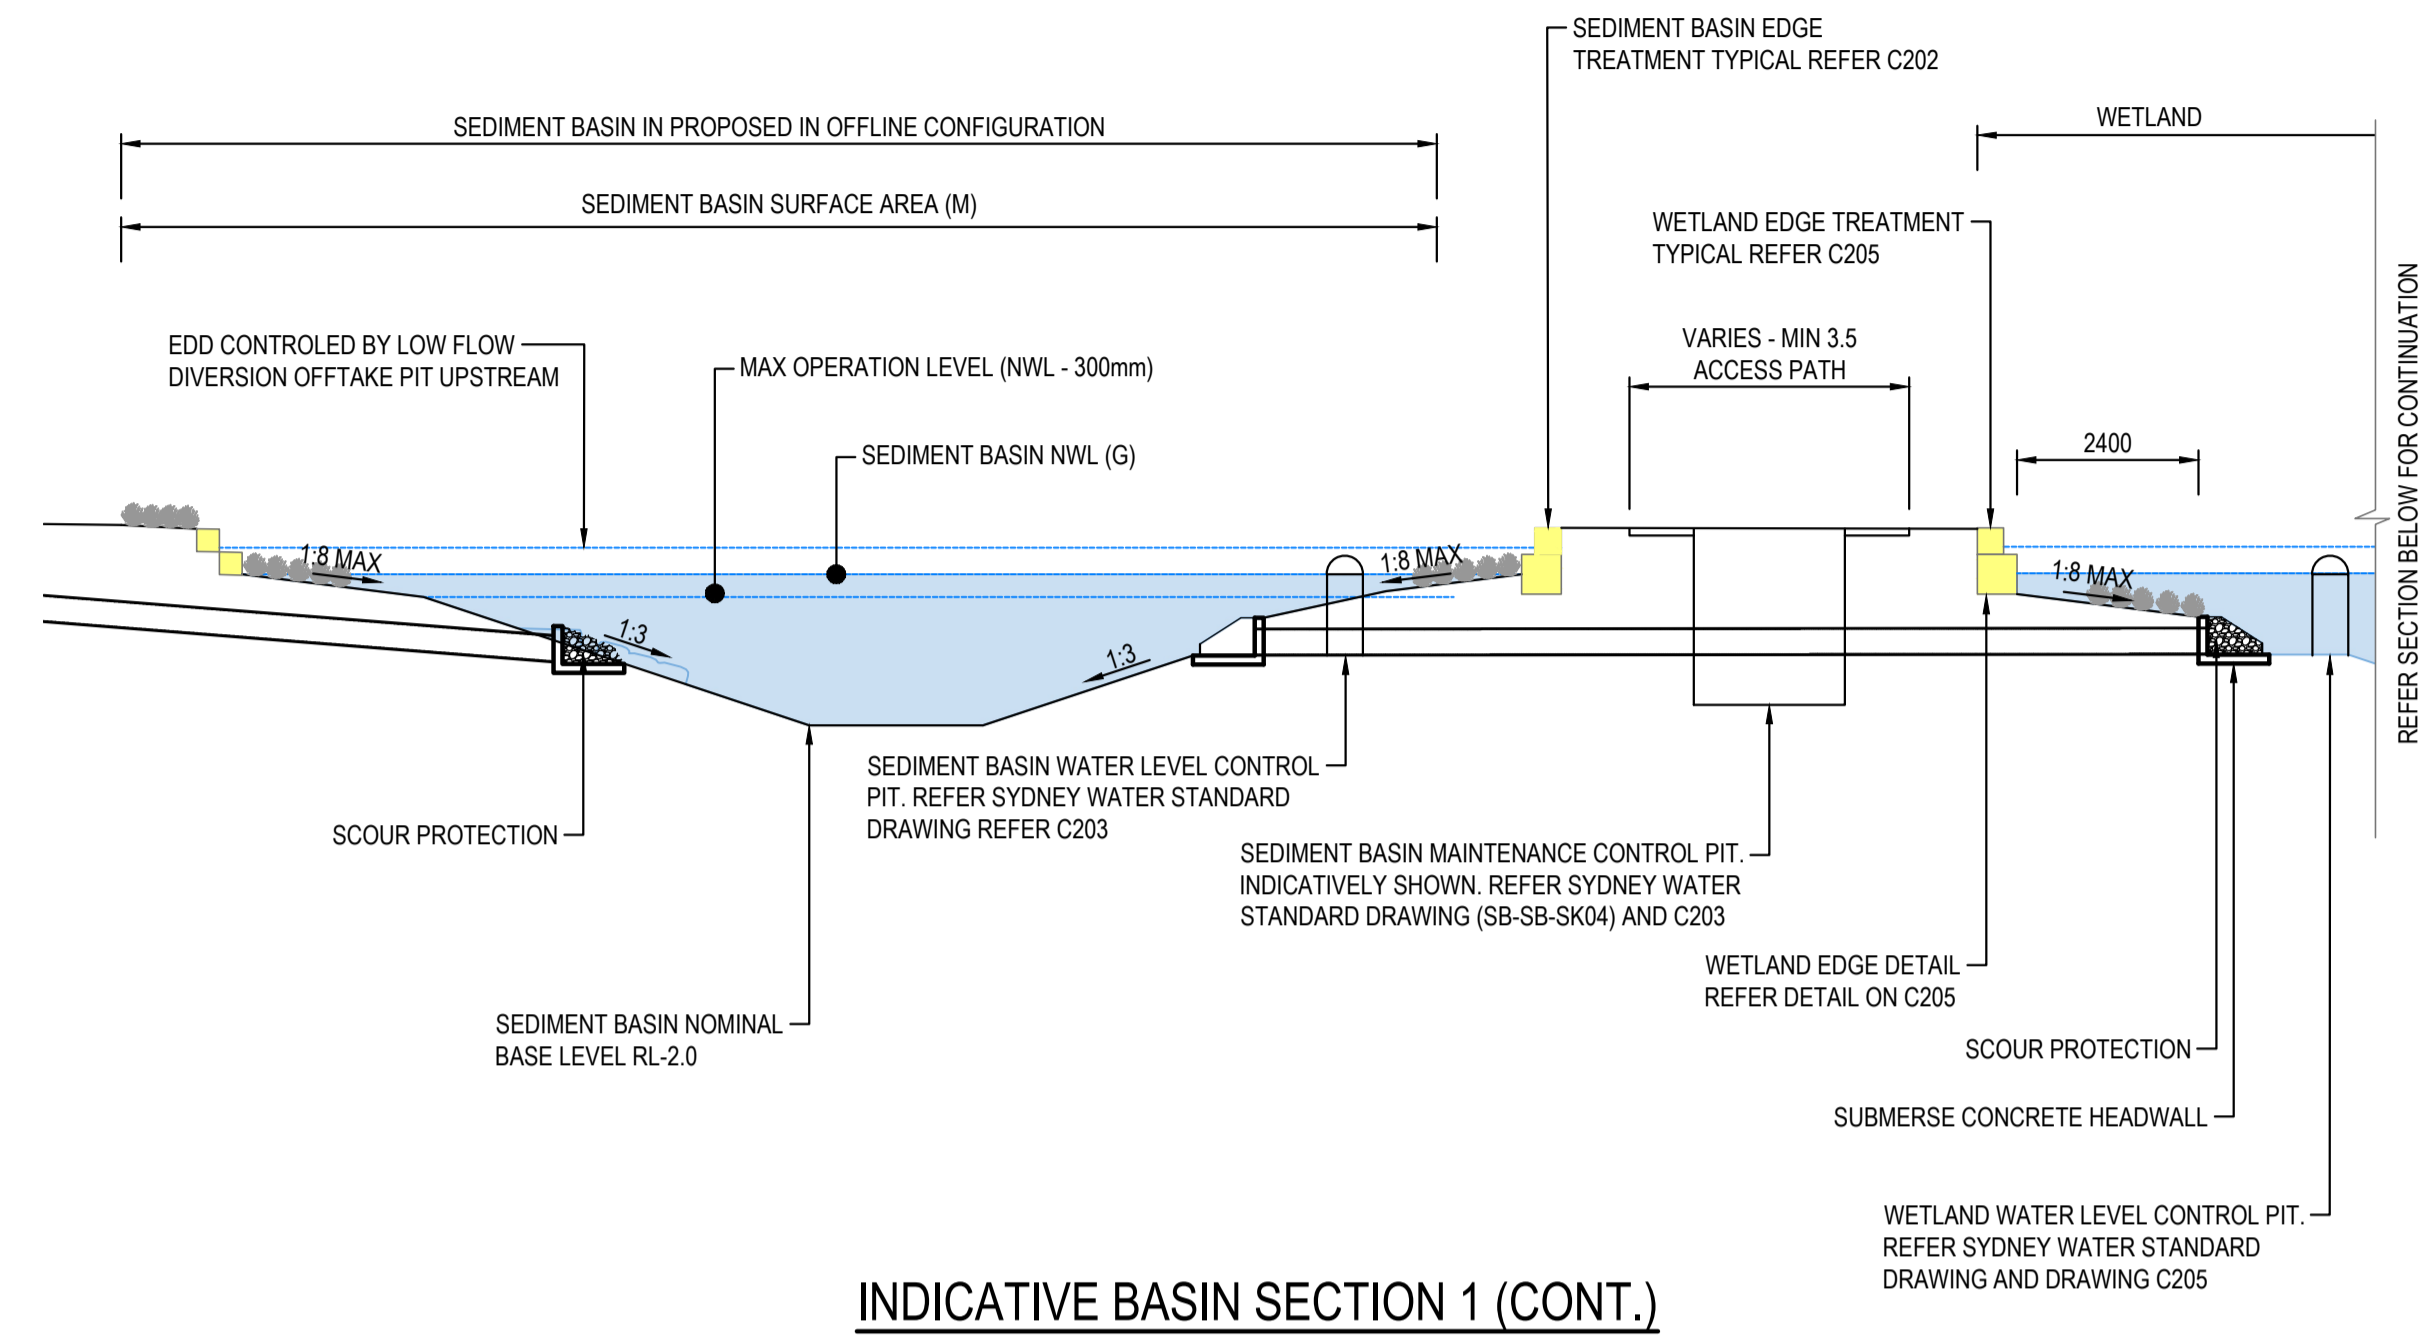 SEDIMENT BASIN EDGE
TREATMENT TYPICAL REFER C202
SEDIMENT BASIN IN PROPOSED IN OFFLINE CONFIGURATION
WETLAND
SEDIMENT BASIN SURFACE AREA (M)
WETLAND EDGE TREATMENT
TYPICAL REFER C205
REFER SECTION BELOW FOR CONTINUATION
EDD CONTROLED BY LOW FLOW
DIVERSION OFFTAKE PIT UPSTREAM
MAX OPERATION LEVEL (NWL - 300mm)
VARIES - MIN 3.5
ACCESS PATH
SEDIMENT BASIN NWL (G)
2400
1:8 MAX
1:8 MAX
1:8 MAX
1:3
1:3
SEDIMENT BASIN WATER LEVEL CONTROL
PIT. REFER SYDNEY WATER STANDARD
DRAWING REFER C203
SCOUR PROTECTION
SEDIMENT BASIN MAINTENANCE CONTROL PIT.
INDICATIVELY SHOWN. REFER SYDNEY WATER
STANDARD DRAWING (SB-SB-SK04) AND C203
WETLAND EDGE DETAIL
REFER DETAIL ON C205
SEDIMENT BASIN NOMINAL
BASE LEVEL RL-2.0
SCOUR PROTECTION
SUBMERSE CONCRETE HEADWALL
WETLAND WATER LEVEL CONTROL PIT.
REFER SYDNEY WATER STANDARD
DRAWING AND DRAWING C205
INDICATIVE BASIN SECTION 1 (CONT.)